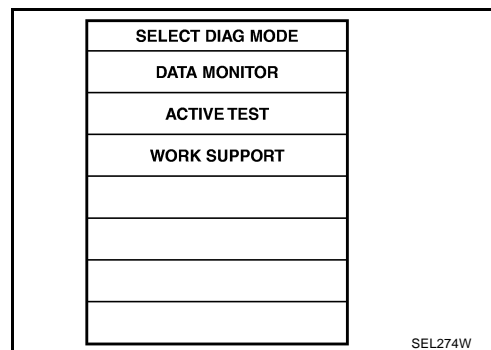 SELECT DIAG MODE
DATA MONITOR
ACTIVE TEST
WORK SUPPORT
SEL274W